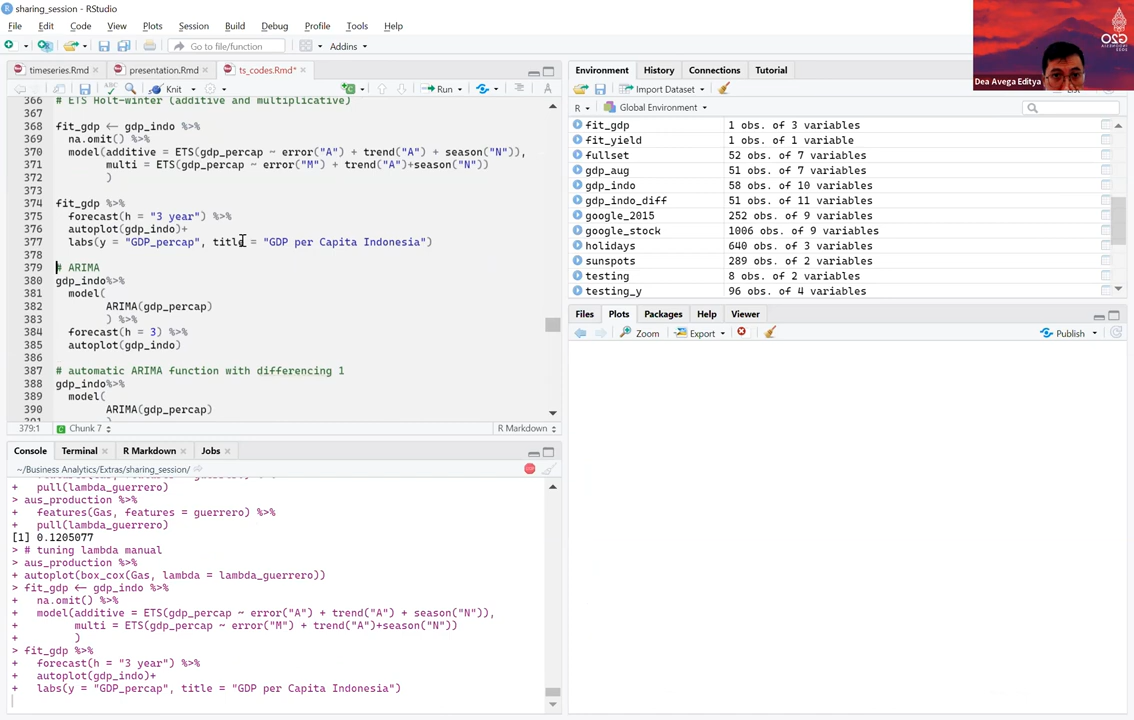 sharing_session - RStudio
File Edit Code View Plots Session Build Debug Profile Tools Help
Go to file/function Addins
timeseries.Rmd presentation.Rmd ts_codes.Rmd*
Knit Run
366 # ETS Holt-winter (additive and multiplicative)
367
368 fit_gdp <- gdp_indo %>%
369 na.omit() %>%
370 model(additive = ETS(gdp_percap ~ error("A") + trend("A") + season("N")),
371 multi = ETS(gdp_percap ~ error("M") + trend("A")+season("N"))
372 )
373
374 fit_gdp %>%
375 forecast(h = "3 year") %>%
376 autoplot(gdp_indo)+
377 labs(y = "GDP_percap", title = "GDP per Capita Indonesia")
378
379 # ARIMA
380 gdp_indo%>%
381 model(
382 ARIMA(gdp_percap)
383 ) %>%
384 forecast(h = 3) %>%
385 autoplot(gdp_indo)
386
387 # automatic ARIMA function with differencing 1
388 gdp_indo%>%
389 model(
390 ARIMA(gdp_percap)
379:1 Chunk 7 R Markdown
Console Terminal R Markdown Jobs
~/Business Analytics/Extras/sharing_session/
+ pull(lambda_guerrero)
> aus_production %>%
+ features(Gas, features = guerrero) %>%
+ pull(lambda_guerrero)
[1] 0.1205077
> # tuning lambda manual
> aus_production %>%
+ autoplot(box_cox(Gas, lambda = lambda_guerrero))
> fit_gdp <- gdp_indo %>%
+ na.omit() %>%
+ model(additive = ETS(gdp_percap ~ error("A") + trend("A") + season("N")),
+ multi = ETS(gdp_percap ~ error("M") + trend("A")+season("N"))
+ )
> fit_gdp %>%
+ forecast(h = "3 year") %>%
+ autoplot(gdp_indo)+
+ labs(y = "GDP_percap", title = "GDP per Capita Indonesia")
Environment History Connections Tutorial
Import Dataset
R Global Environment
fit_gdp 1 obs. of 3 variables
fit_yield 1 obs. of 1 variable
fullset 52 obs. of 7 variables
gdp_aug 51 obs. of 7 variables
gdp_indo 58 obs. of 10 variables
gdp_indo_diff 51 obs. of 11 variables
google_2015 252 obs. of 9 variables
google_stock 1006 obs. of 9 variables
holidays 640 obs. of 3 variables
sunspots 289 obs. of 2 variables
testing 8 obs. of 2 variables
testing_y 96 obs. of 4 variables
Files Plots Packages Help Viewer
Zoom Export Publish
G20
Dea Avega Editya